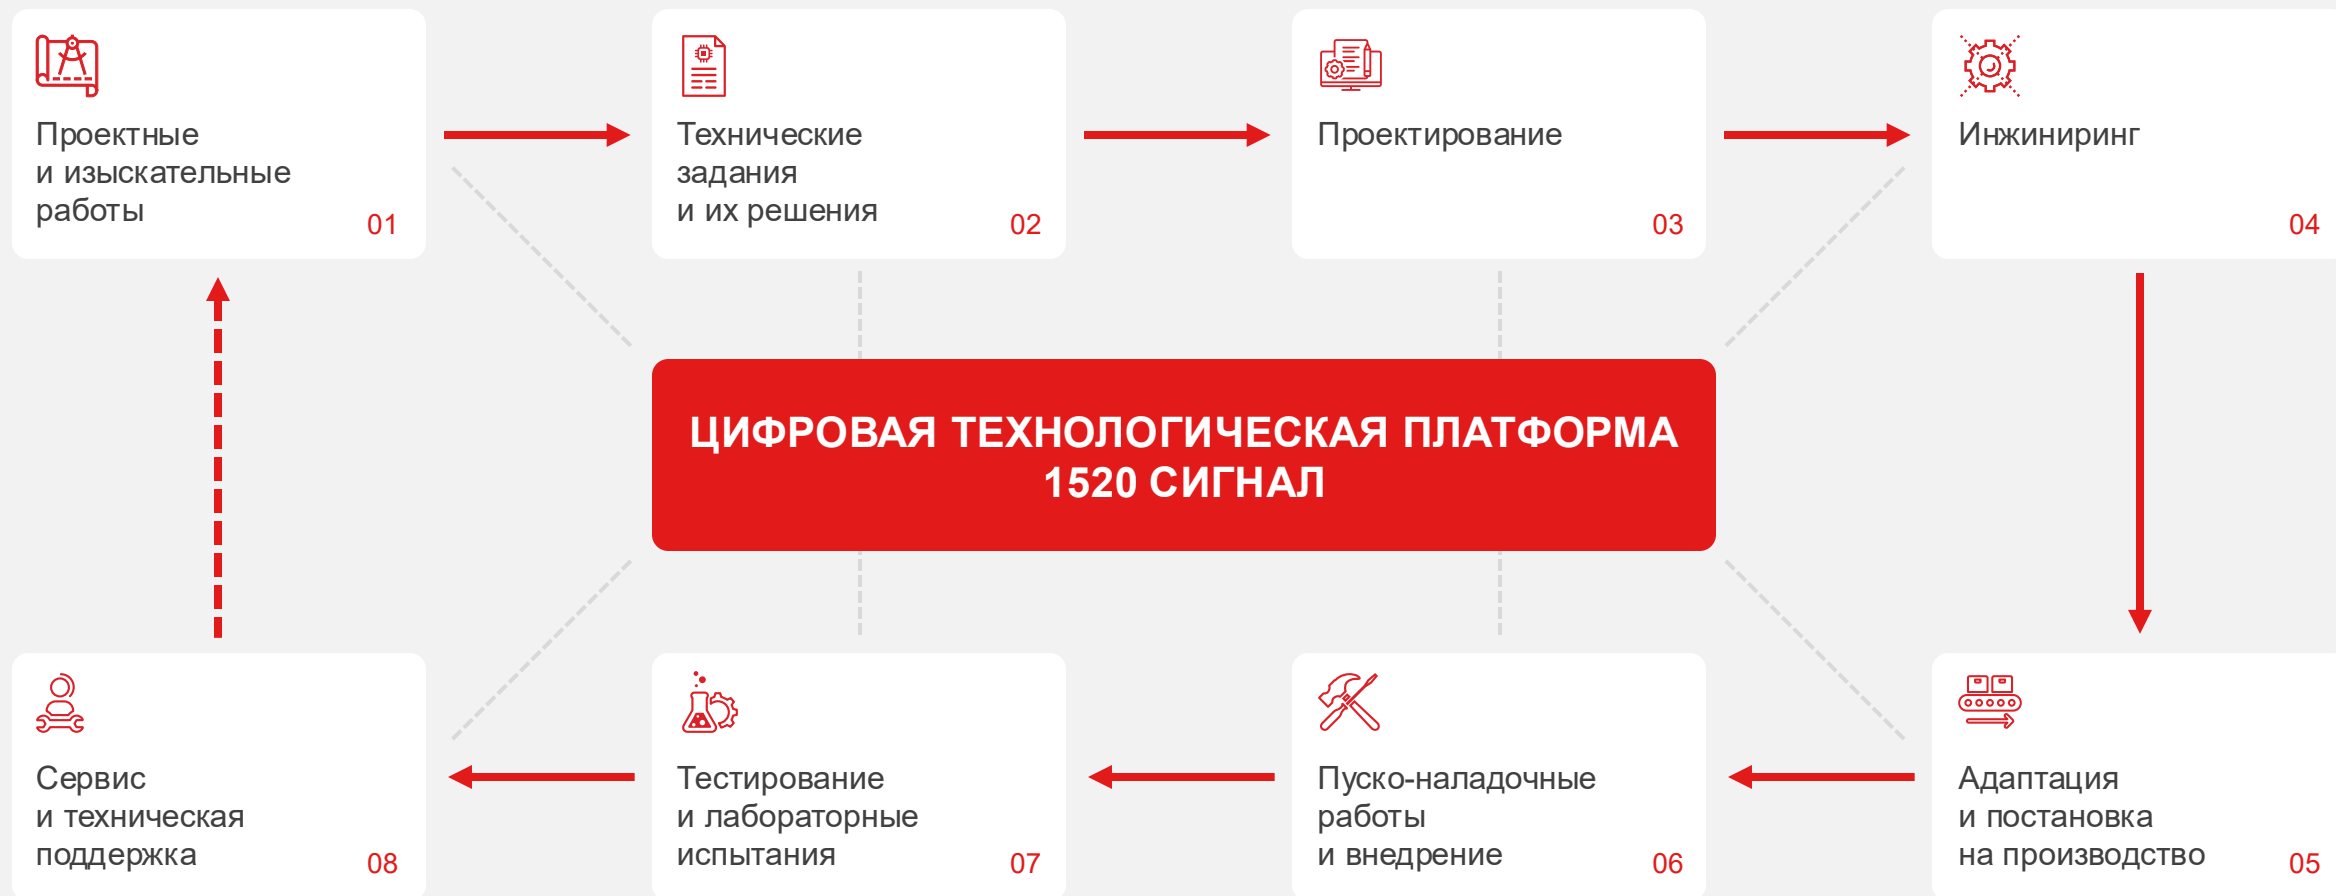 Проектные
и изыскательные
работы
01
Технические
задания
и их решения
02
Проектирование
03
Инжиниринг
04
ЦИФРОВАЯ ТЕХНОЛОГИЧЕСКАЯ ПЛАТФОРМА
1520 СИГНАЛ
Сервис
и техническая
поддержка
08
Тестирование
и лабораторные
испытания
07
Пуско-наладочные
работы
и внедрение
06
Адаптация
и постановка
на производство
05